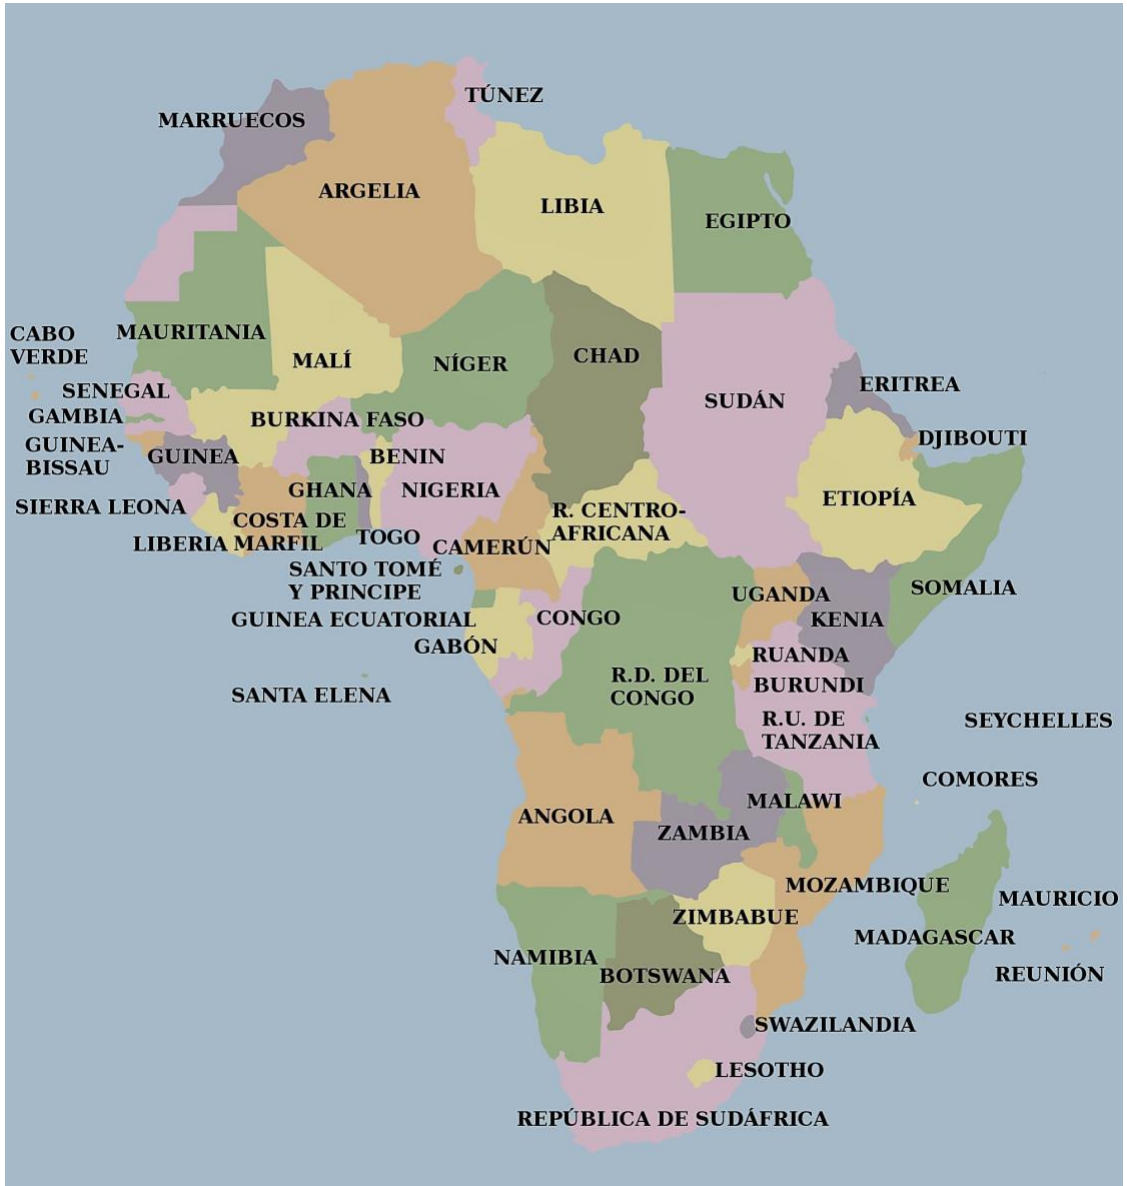 TÚNEZ
MARRUECOS
ARGELIA
LIBIA
EGIPTO
MAURITANIA
CABO
VERDE
MALÍ
NÍGER
CHAD
SUDÁN
ERITREA
SENEGAL
GAMBIA
BURKINA FASO
DJIBOUTI
GUINEA-
BISSAU
GUINEA
BENIN
GHANA
NIGERIA
ETIOPÍA
SIERRA LEONA
R. CENTRO-
AFRICANA
COSTA DE
MARFIL
LIBERIA
TOGO
CAMERÚN
SANTO TOMÉ
Y PRINCIPE
UGANDA
SOMALIA
GUINEA ECUATORIAL
CONGO
KENIA
GABÓN
RUANDA
R.D. DEL
CONGO
BURUNDI
SANTA ELENA
R.U. DE
TANZANIA
SEYCHELLES
COMORES
MALAWI
ANGOLA
ZAMBIA
MOZAMBIQUE
MAURICIO
ZIMBABUE
MADAGASCAR
NAMIBIA
BOTSWANA
REUNIÓN
SWAZILANDIA
LESOTHO
REPÚBLICA DE SUDÁFRICA